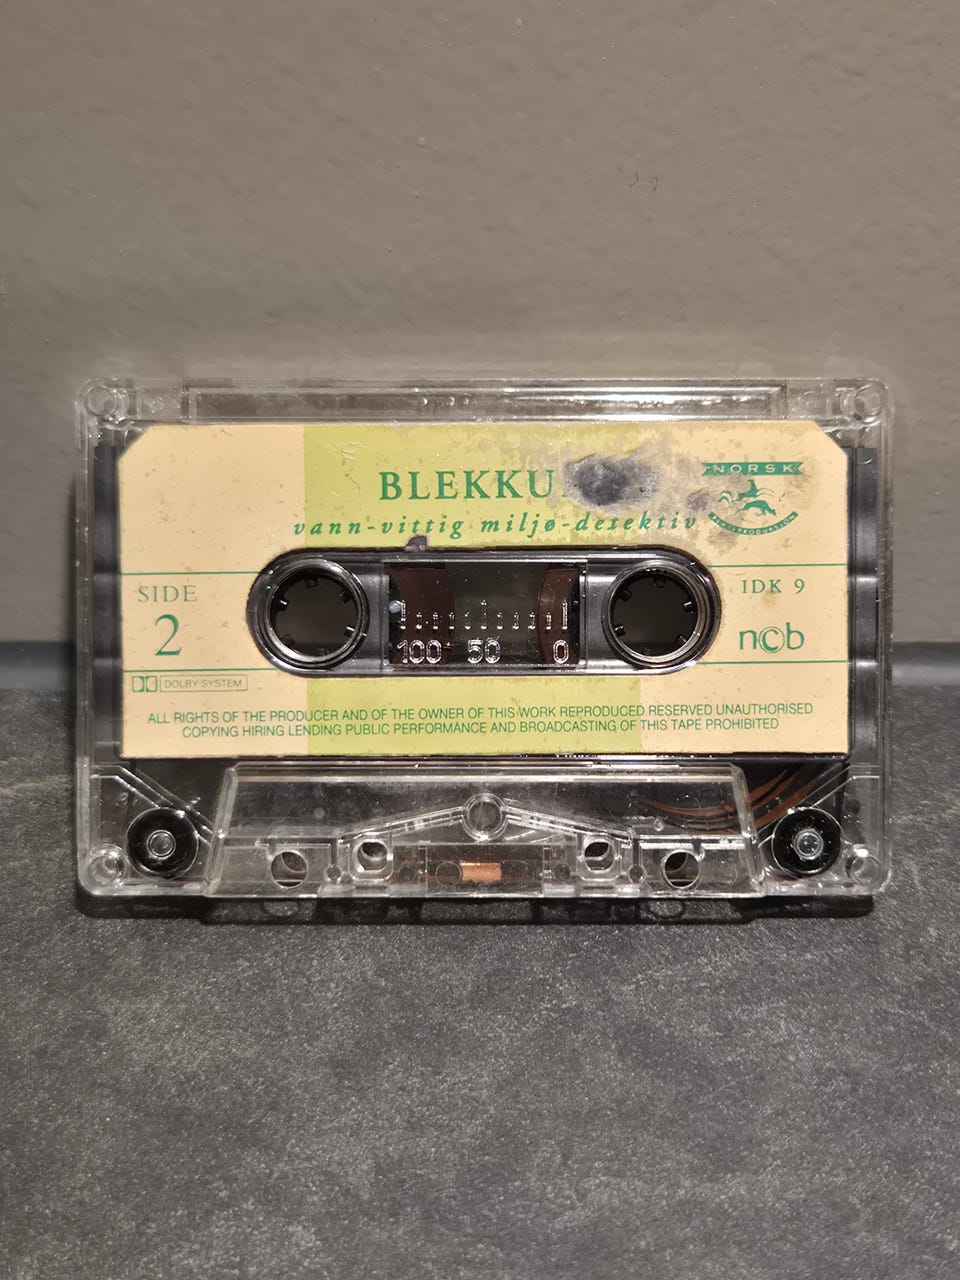 BLEKKU
vann-vittig miljø-detektiv
NORSK
SIDE
2
IDK 9
ncb
100 50 0
DOLBY SYSTEM
ALL RIGHTS OF THE PRODUCER AND OF THE OWNER OF THIS WORK REPRODUCED RESERVED UNAUTHORISED
COPYING HIRING LENDING PUBLIC PERFORMANCE AND BROADCASTING OF THIS TAPE PROHIBITED